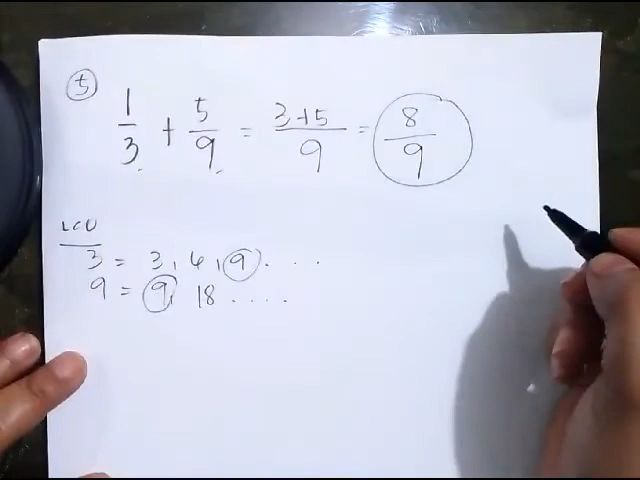 5
1/3 + 5/9 = 3+5/9 = 8/9
LCD
3 = 3, 6, 9 . . .
9 = 9, 18 . . . .